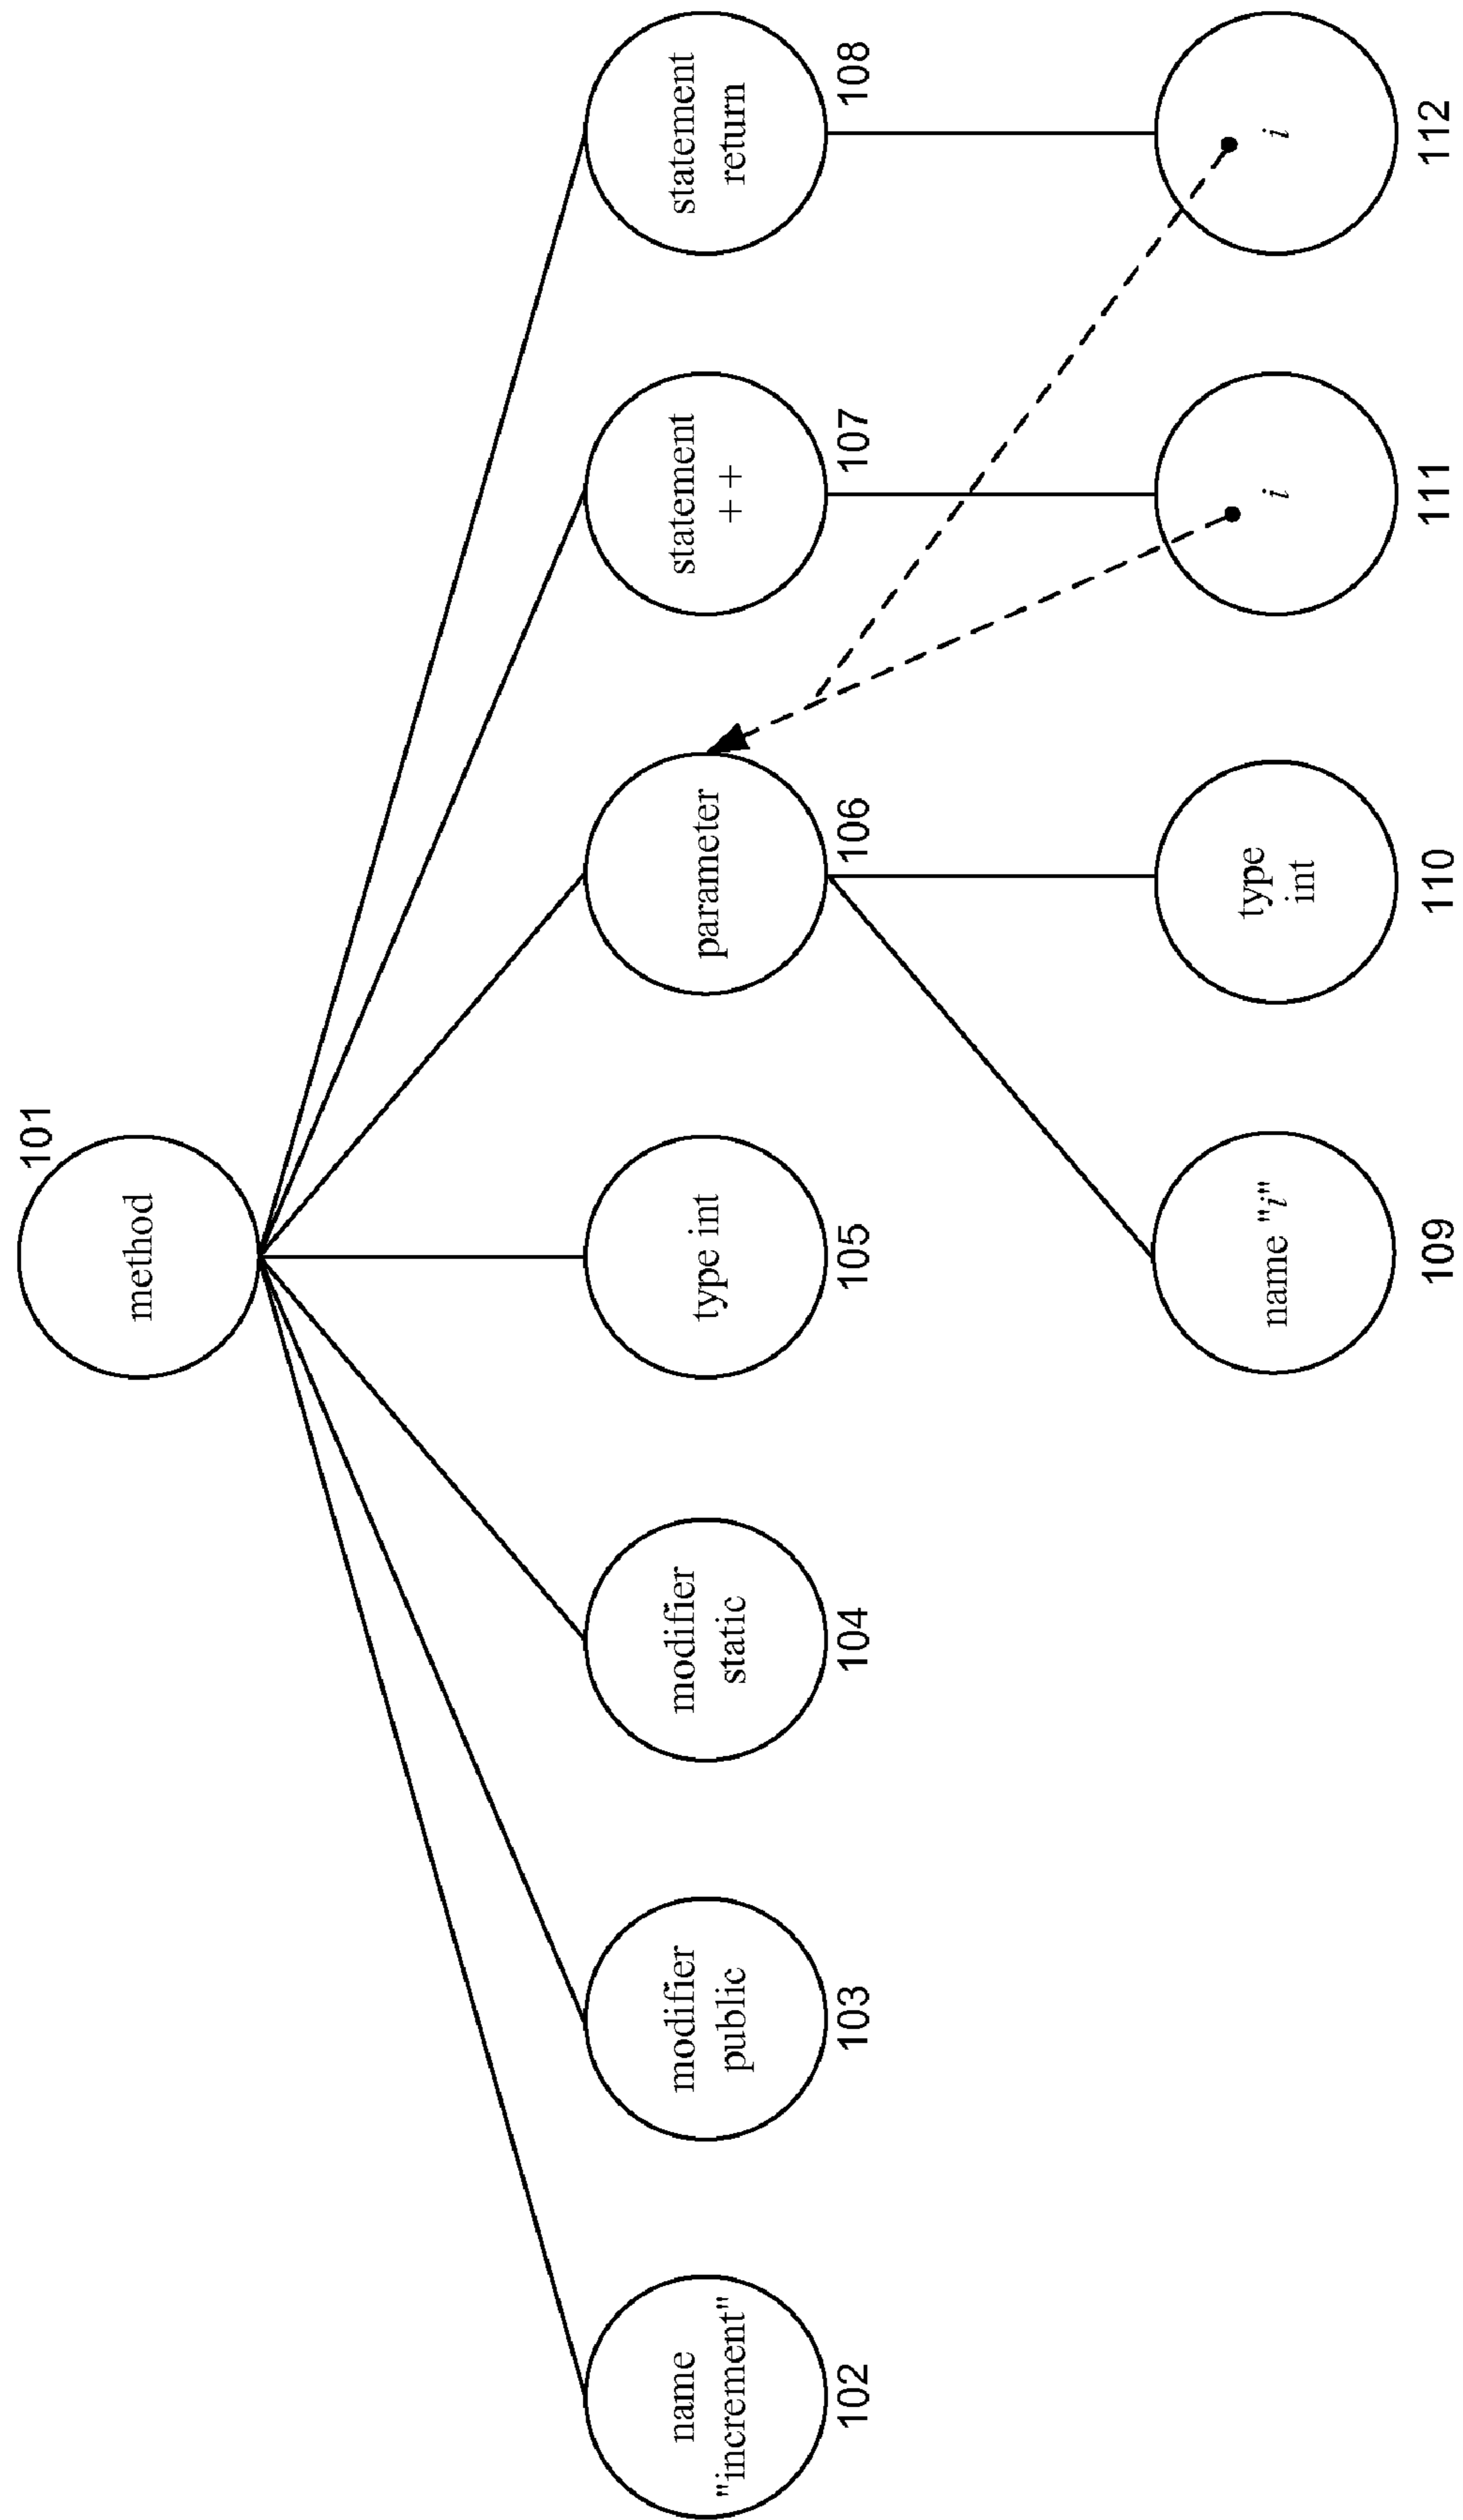 method
101
name
"increment"
102
modifier
public
103
modifier
static
104
type int
105
parameter
106
statement
+ +
107
statement
return
108
name "i"
109
type
int
110
i
111
i
112